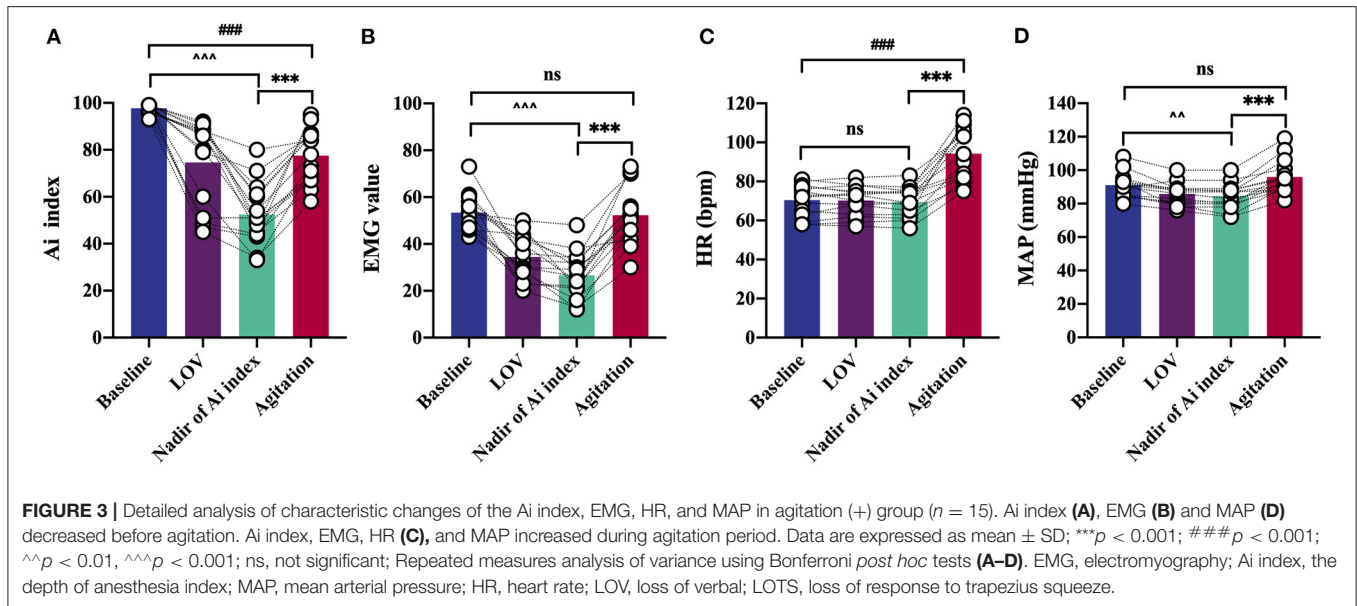 A
###
^^^
***
Ai index
100
80
60
40
20
0
Baseline
LOV
Nadir of Ai index
Agitation
B
ns
^^^
***
EMG value
100
80
60
40
20
0
Baseline
LOV
Nadir of Ai index
Agitation
C
###
***
ns
HR (bpm)
120
100
80
60
40
20
0
Baseline
LOV
Nadir of Ai index
Agitation
D
ns
^^
***
MAP (mmHg)
140
120
100
80
60
40
20
0
Baseline
LOV
Nadir of Ai index
Agitation
FIGURE 3 | Detailed analysis of characteristic changes of the Ai index, EMG, HR, and MAP in agitation (+) group (n = 15). Ai index (A), EMG (B) and MAP (D)
decreased before agitation. Ai index, EMG, HR (C), and MAP increased during agitation period. Data are expressed as mean ± SD; ***p < 0.001; ###p < 0.001;
^^p < 0.01, ^^^p < 0.001; ns, not significant; Repeated measures analysis of variance using Bonferroni post hoc tests (A–D). EMG, electromyography; Ai index, the
depth of anesthesia index; MAP, mean arterial pressure; HR, heart rate; LOV, loss of verbal; LOTS, loss of response to trapezius squeeze.